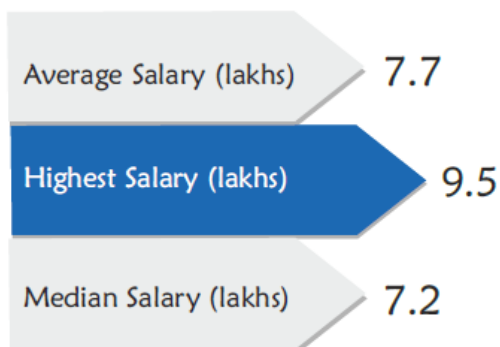 Average Salary (lakhs) 7.7
Highest Salary (lakhs) 9.5
Median Salary (lakhs) 7.2